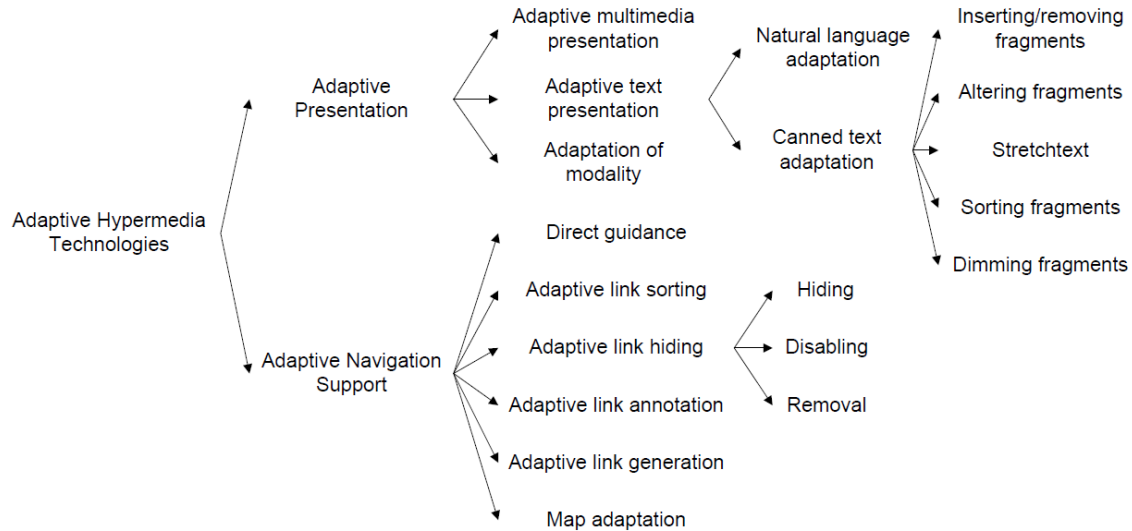 Adaptive multimedia
presentation
Natural language
adaptation
Inserting/removing
fragments
Adaptive
Presentation
Adaptive text
presentation
Altering fragments
Adaptation of
modality
Canned text
adaptation
Stretchtext
Sorting fragments
Dimming fragments
Adaptive Hypermedia
Technologies
Direct guidance
Adaptive link sorting
Hiding
Adaptive Navigation
Support
Adaptive link hiding
Disabling
Adaptive link annotation
Removal
Adaptive link generation
Map adaptation